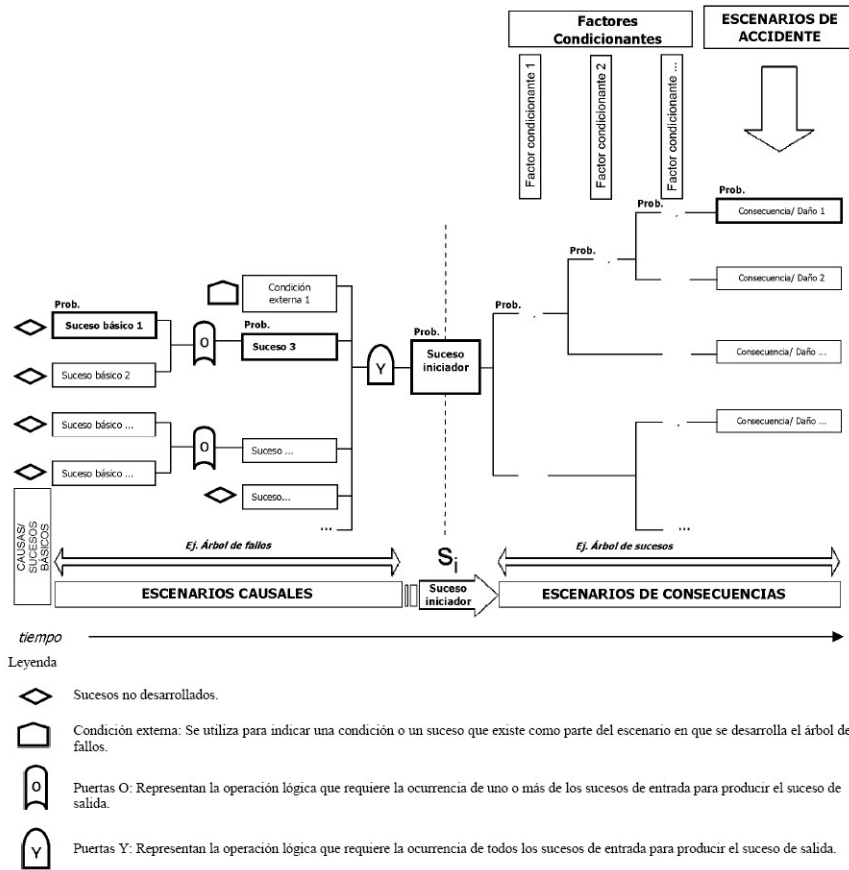 Factores
Condicionantes
ESCENARIOS DE
ACCIDENTE
Factor condicionante 1
Factor condicionante 2
Factor condicionante ...
Prob.
Consecuencia/ Daño 1
Prob.
Consecuencia/ Daño 2
Prob.
Consecuencia/ Daño ...
Consecuencia/ Daño ...
...
Condición
externa 1
Prob.
Suceso básico 1
O
Prob.
Suceso 3
Suceso básico 2
Y
Prob.
Suceso
iniciador
Suceso básico ...
O
Suceso ...
Suceso básico ...
Suceso...
...
CAUSAS/
SUCESOS
BÁSICOS
Ej. Árbol de fallos
Si
Ej. Árbol de sucesos
ESCENARIOS CAUSALES
Suceso
iniciador
ESCENARIOS DE CONSECUENCIAS
tiempo
Leyenda
Sucesos no desarrollados.
Condición externa: Se utiliza para indicar una condición o un suceso que existe como parte del escenario en que se desarrolla el árbol de
fallos.
O
Puertas O: Representan la operación lógica que requiere la ocurrencia de uno o más de los sucesos de entrada para producir el suceso de
salida.
Y
Puertas Y: Representan la operación lógica que requiere la ocurrencia de todos los sucesos de entrada para producir el suceso de salida.